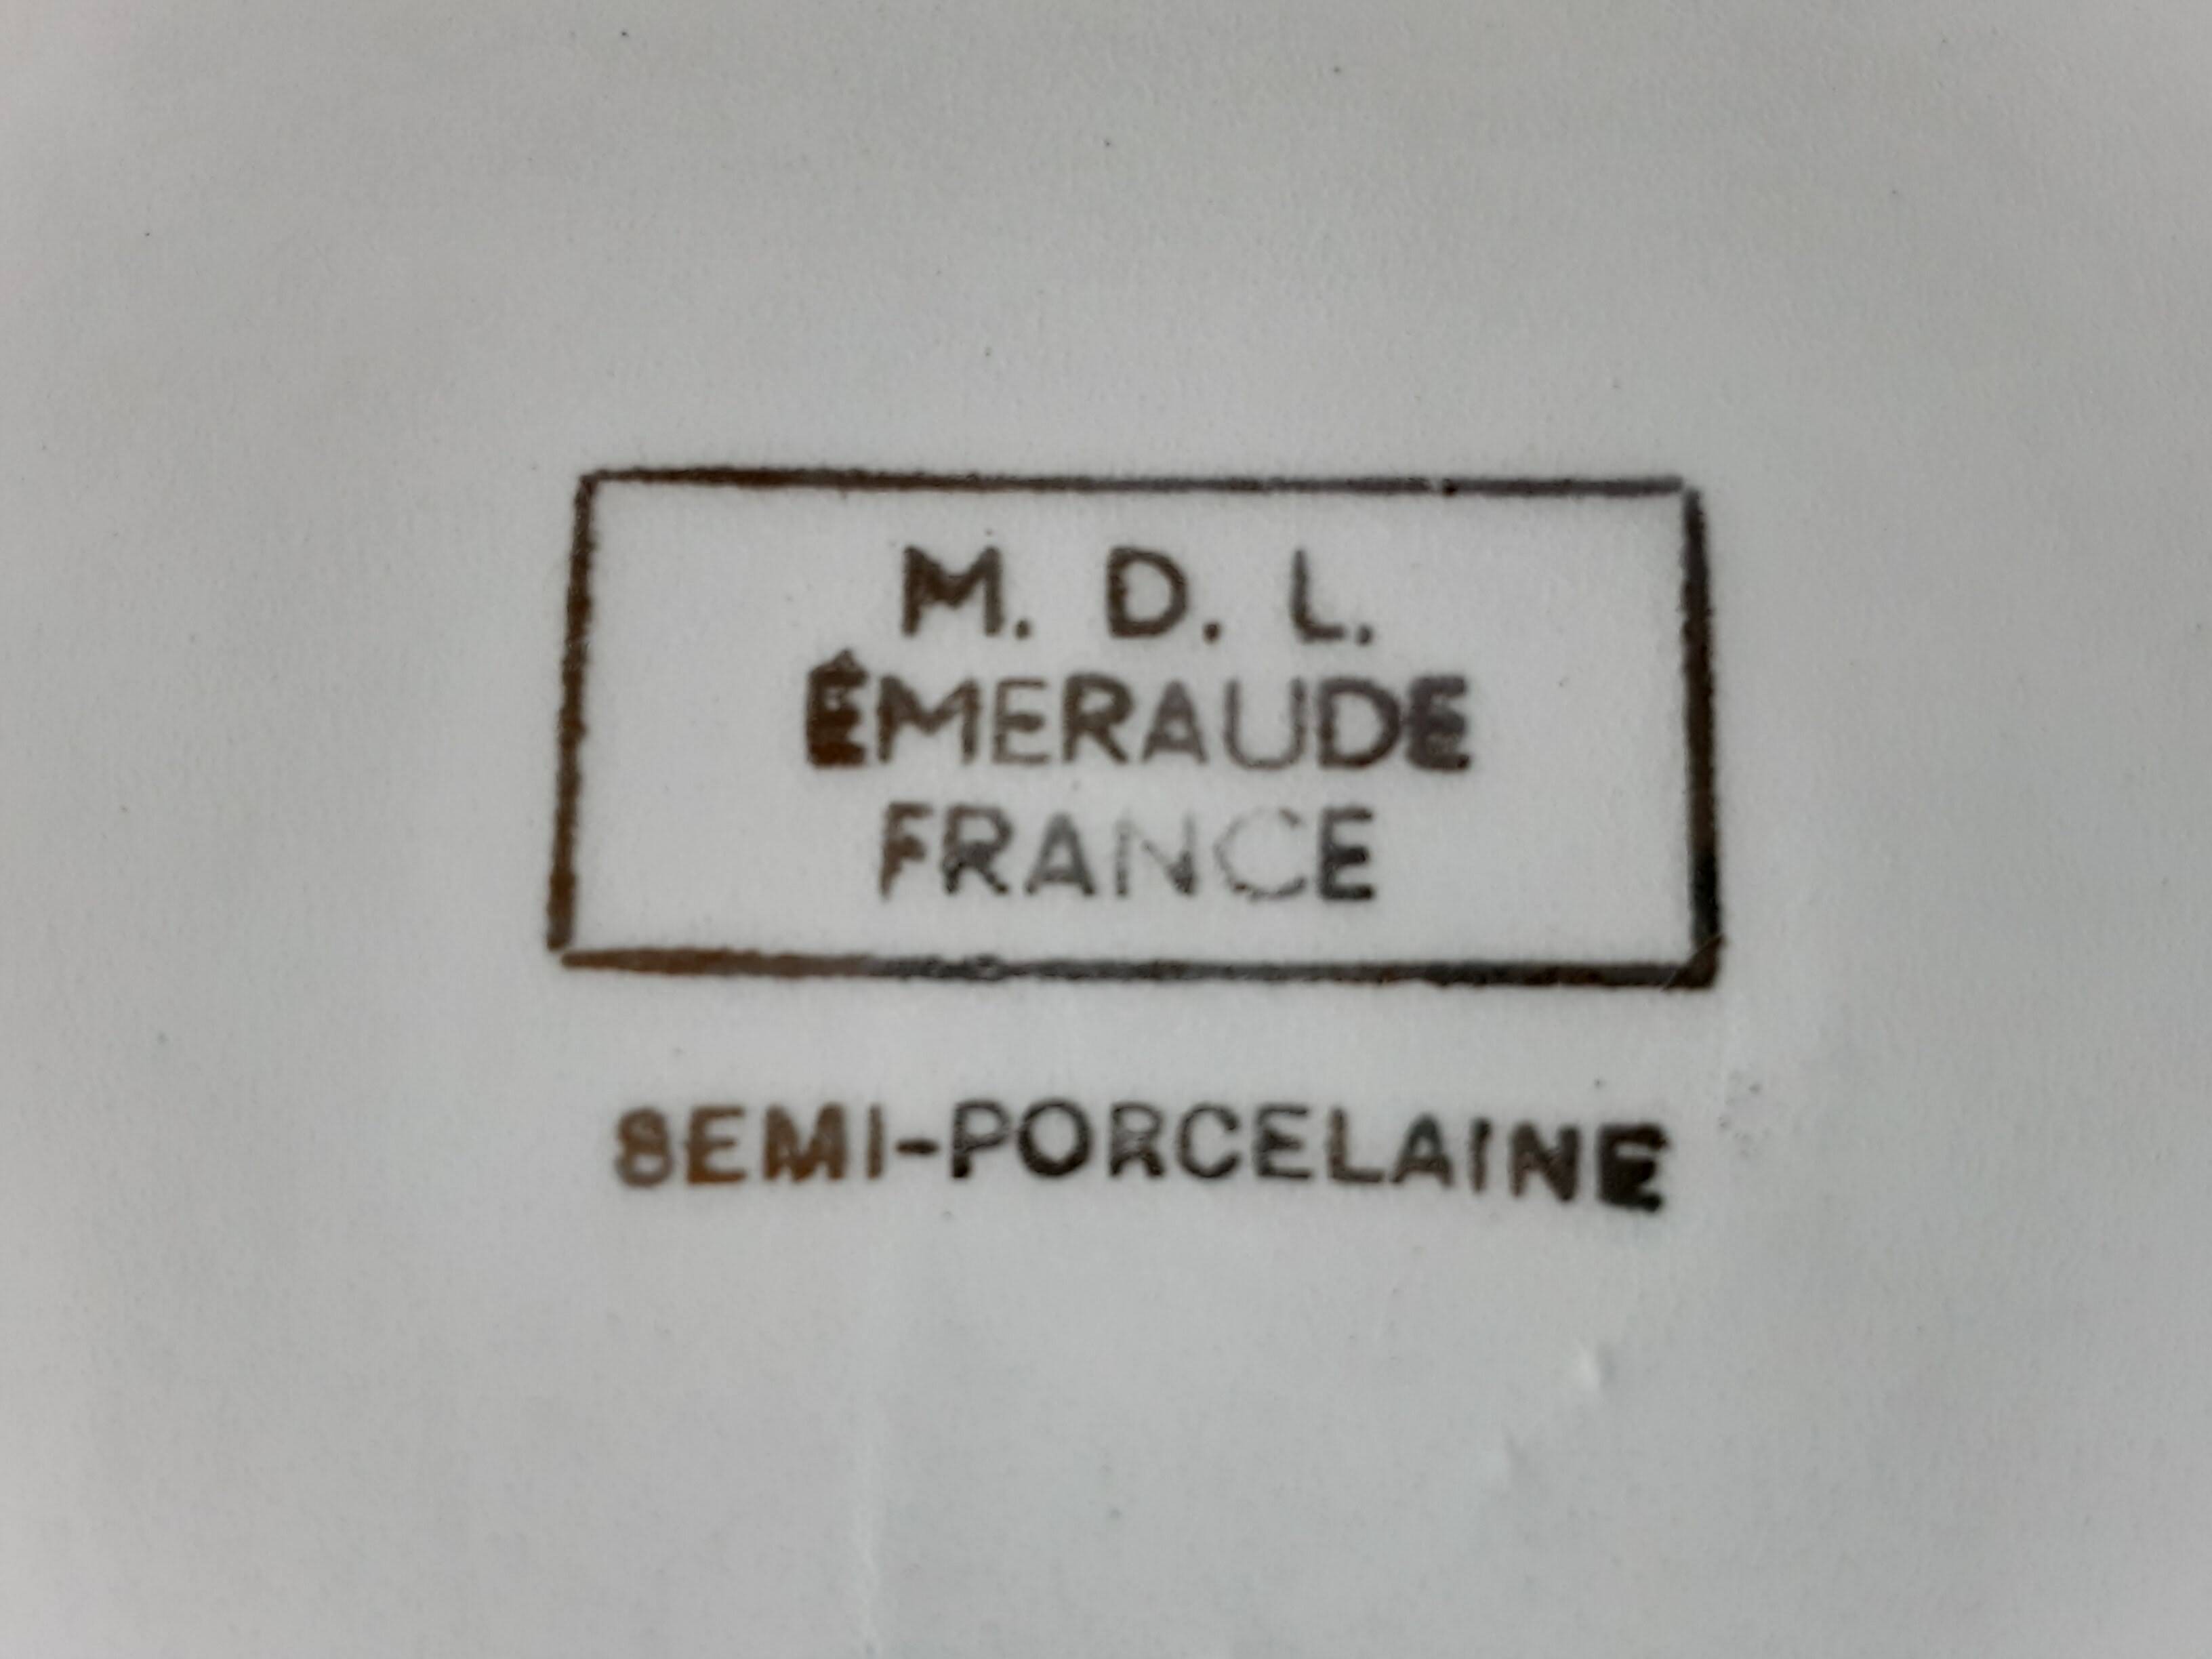 M. D. L.
ÉMERAUDE
FRANCE
SEMI-PORCELAINE